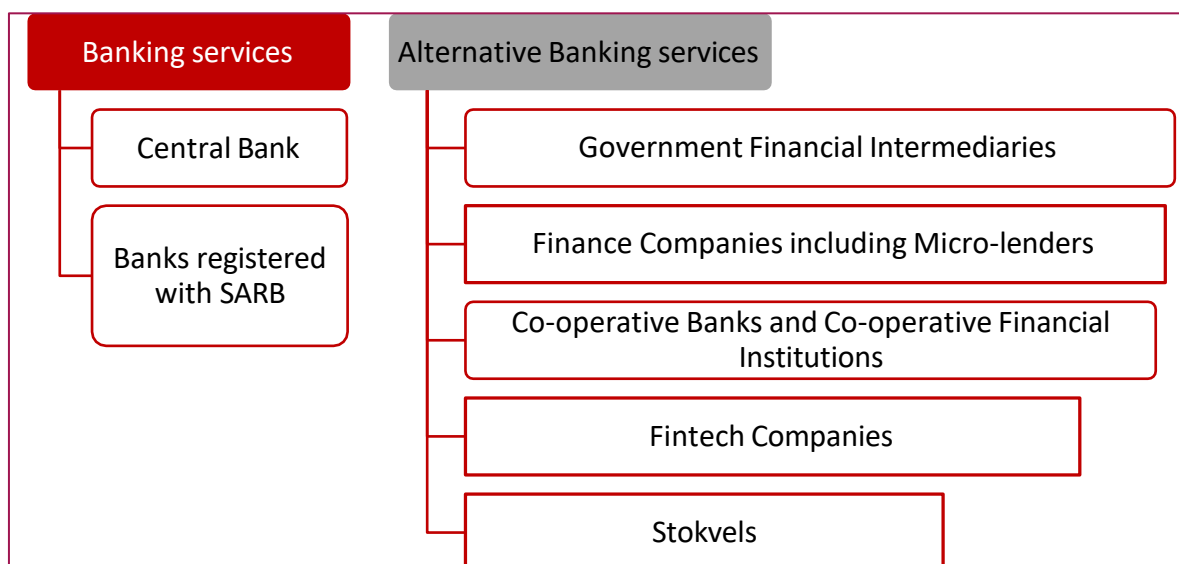 Banking services
Central Bank
Banks registered
with SARB
Alternative Banking services
Government Financial Intermediaries
Finance Companies including Micro-lenders
Co-operative Banks and Co-operative Financial
Institutions
Fintech Companies
Stokvels